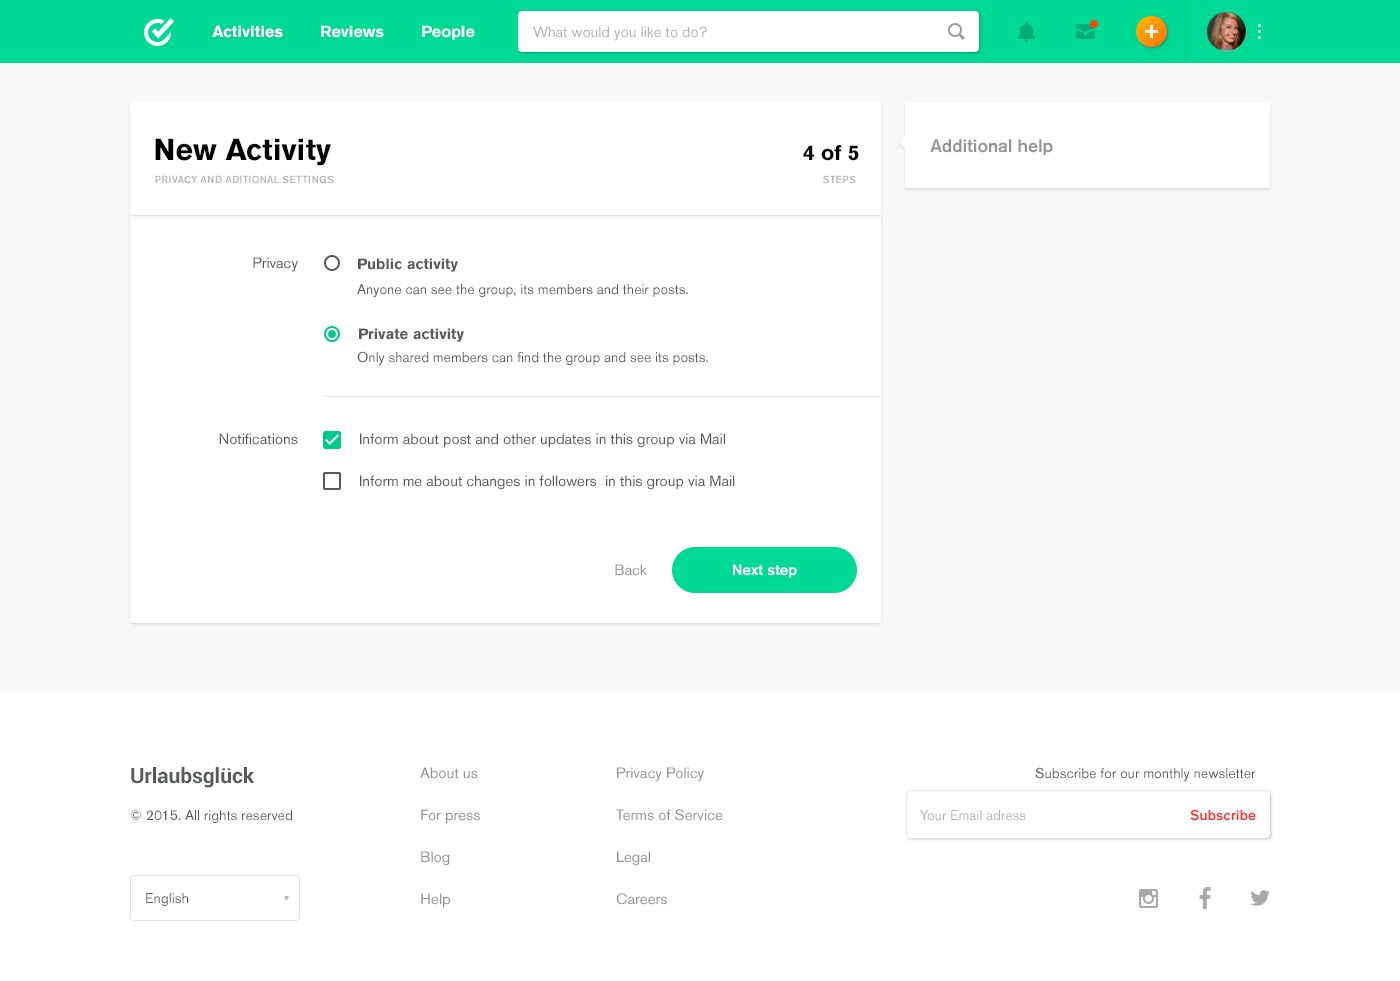 Activities
Reviews
People
What would you like to do?
New Activity
4 of 5
PRIVACY AND ADITIONAL SETTINGS
STEPS
Additional help
Privacy
Public activity
Anyone can see the group, its members and their posts.
Private activity
Only shared members can find the group and see its posts.
Notifications
Inform about post and other updates in this group via Mail
Inform me about changes in followers  in this group via Mail
Back
Next step
Urlaubsglück
© 2015. All rights reserved
English
About us
For press
Blog
Help
Privacy Policy
Terms of Service
Legal
Careers
Subscribe for our monthly newsletter
Your Email adress
Subscribe